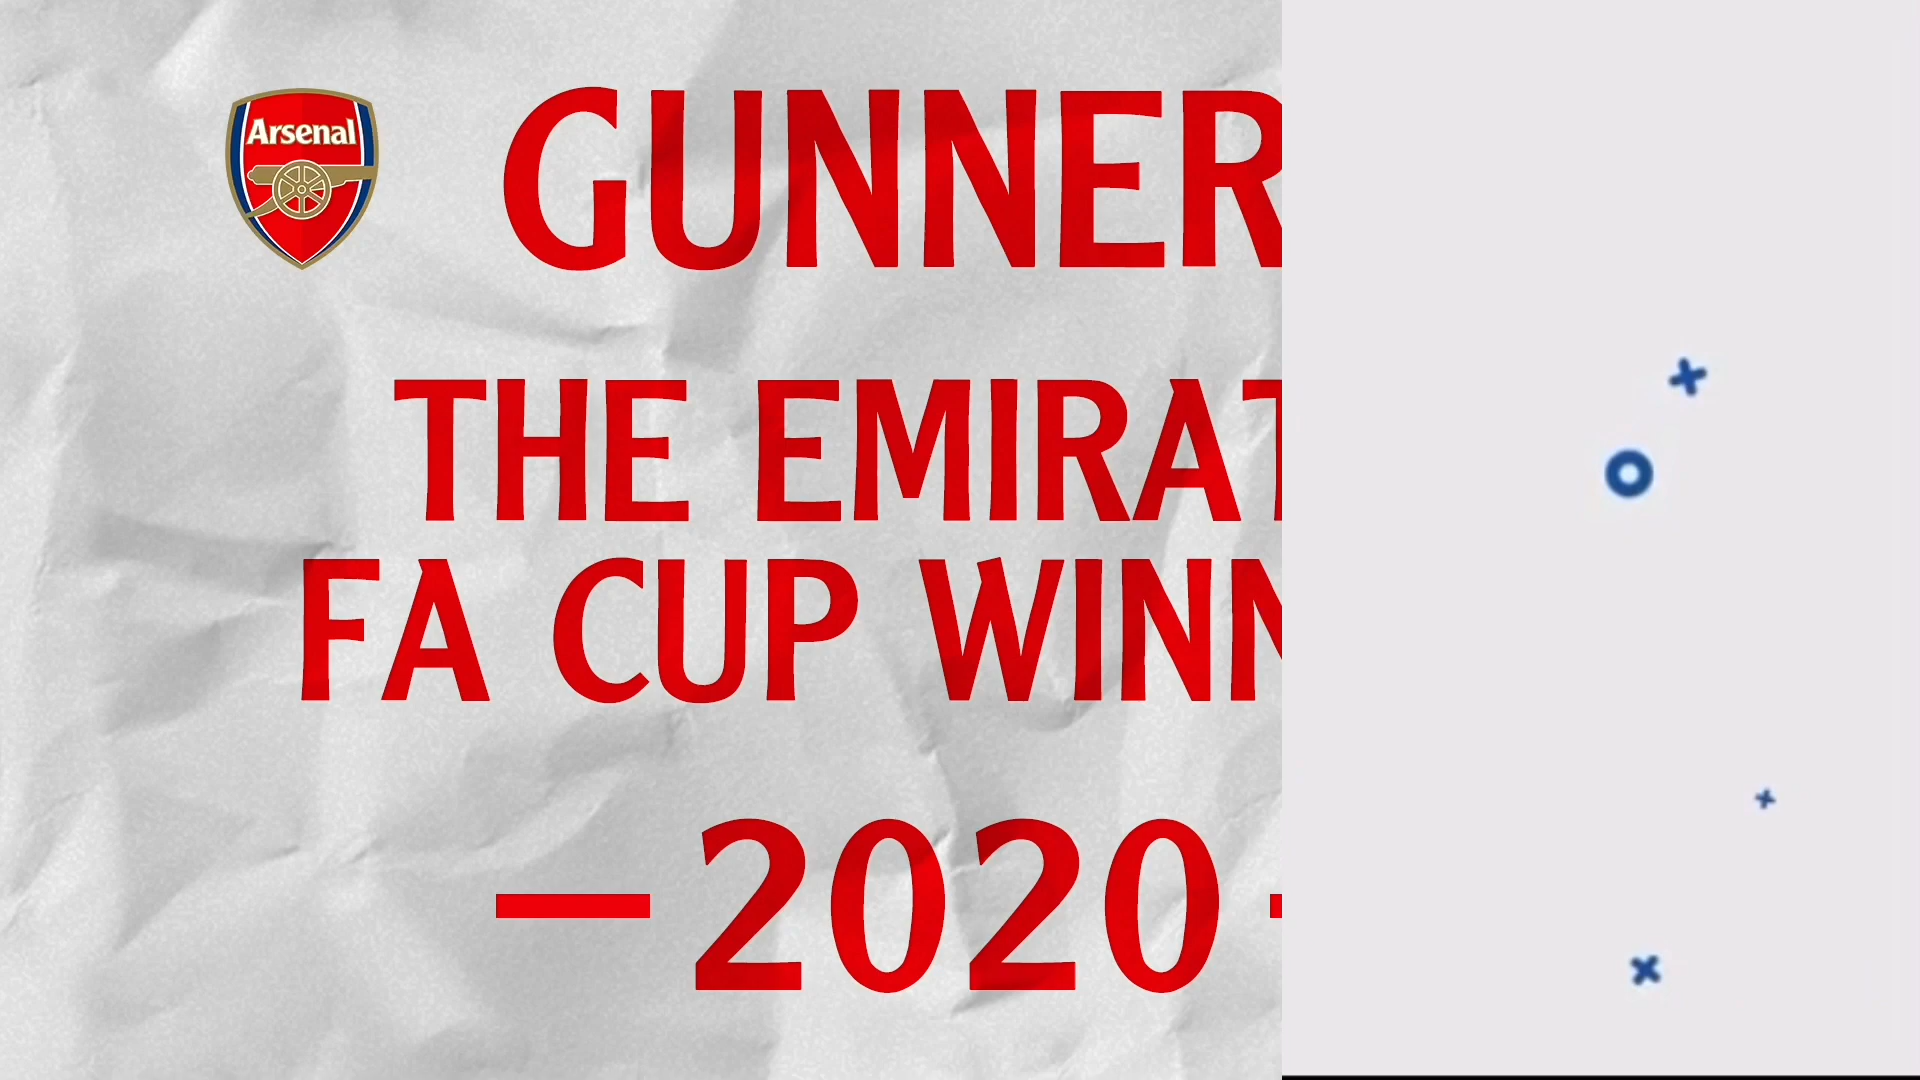 Arsenal
GUNNER
THE EMIRAT
FA CUP WINN
—2020-